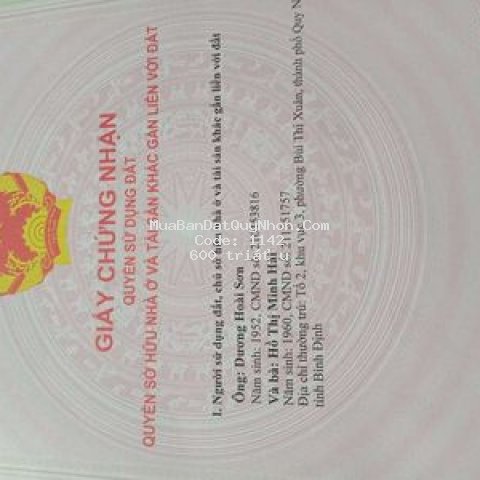 GIẤY CHỨNG NHẬN
QUYỀN SỬ DỤNG ĐẤT
QUYỀN SỞ HỮU NHÀ Ở VÀ TÀI SẢN KHÁC GẮN LIỀN VỚI ĐẤT
I. Người sử dụng đất, chủ sở hữu nhà ở và tài sản khác gắn liền với đất
Ông: Dương Hoài Sơn
Năm sinh: 1952, CMND số:
Và bà: Hồ Thị Minh Hải
Năm sinh: 1960, CMND số:
Địa chỉ thường trú: Tổ 2, khu vực 3, phường Bùi Thị Xuân, thành phố Quy N
tỉnh Bình Định
MuaBanDatQuyNhon.Com
Code: 1142
600 triệu